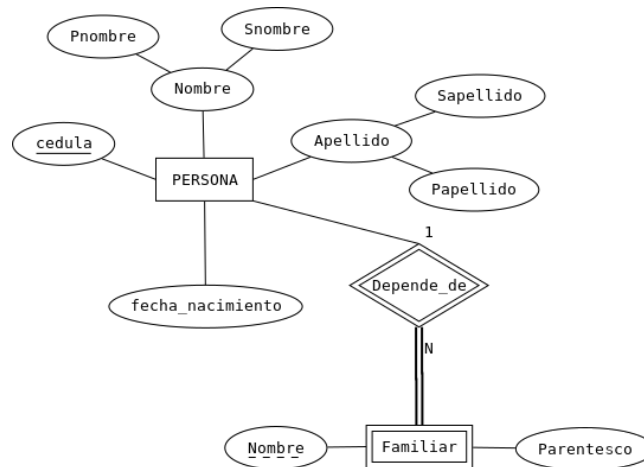 Snombre
Pnombre
Nombre
Sapellido
Apellido
cedula
PERSONA
Papellido
1
Depende_de
fecha_nacimiento
N
Nombre
Familiar
Parentesco